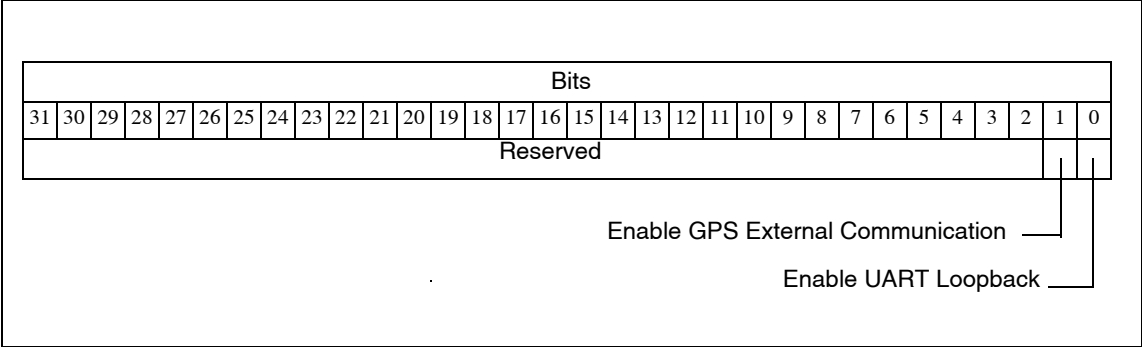 Bits
31 30 29 28 27 26 25 24 23 22 21 20 19 18 17 16 15 14 13 12 11 10 9 8 7 6 5 4 3 2 1 0
Reserved
Enable GPS External Communication
Enable UART Loopback